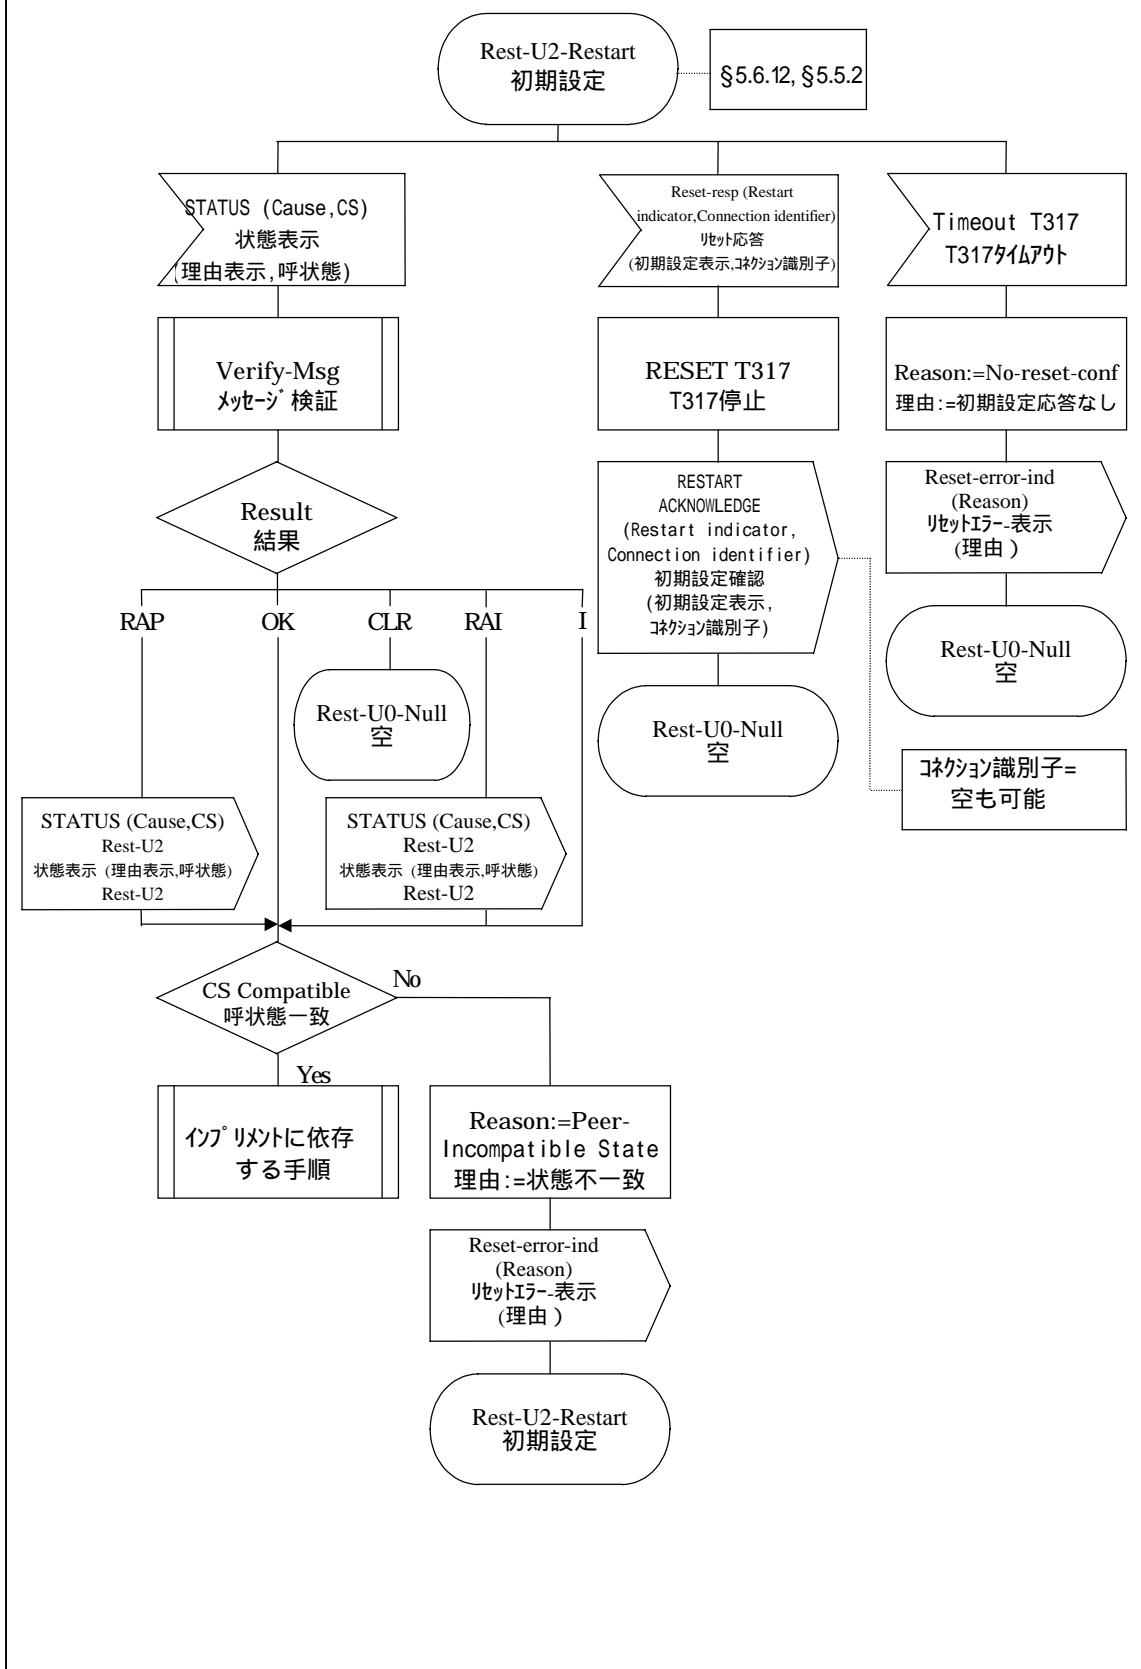 Rest-U2-Restart
初期設定
§5.6.12, §5.5.2
STATUS (Cause,CS)
状態表示
(理由表示,呼状態)
Verify-Msg
メッセージ検証
Result
結果
RAP
OK
CLR
RAI
I
Rest-U0-Null
空
STATUS (Cause,CS)
Rest-U2
状態表示 (理由表示,呼状態)
Rest-U2
STATUS (Cause,CS)
Rest-U2
状態表示 (理由表示,呼状態)
Rest-U2
CS Compatible
呼状態一致
No
Yes
インプリメントに依存
する手順
Reason:=Peer-
Incompatible State
理由:=状態不一致
Reset-error-ind
(Reason)
リセットエラー-表示
(理由)
Rest-U2-Restart
初期設定
Reset-resp (Restart
indicator,Connection identifier)
リセット応答
(初期設定表示,コネクション識別子)
RESET T317
T317停止
RESTART
ACKNOWLEDGE
(Restart indicator,
Connection identifier)
初期設定確認
(初期設定表示,
コネクション識別子)
Rest-U0-Null
空
Timeout T317
T317タイムアウト
Reason:=No-reset-conf
理由:=初期設定応答なし
Reset-error-ind
(Reason)
リセットエラー-表示
(理由)
Rest-U0-Null
空
コネクション識別子=
空も可能